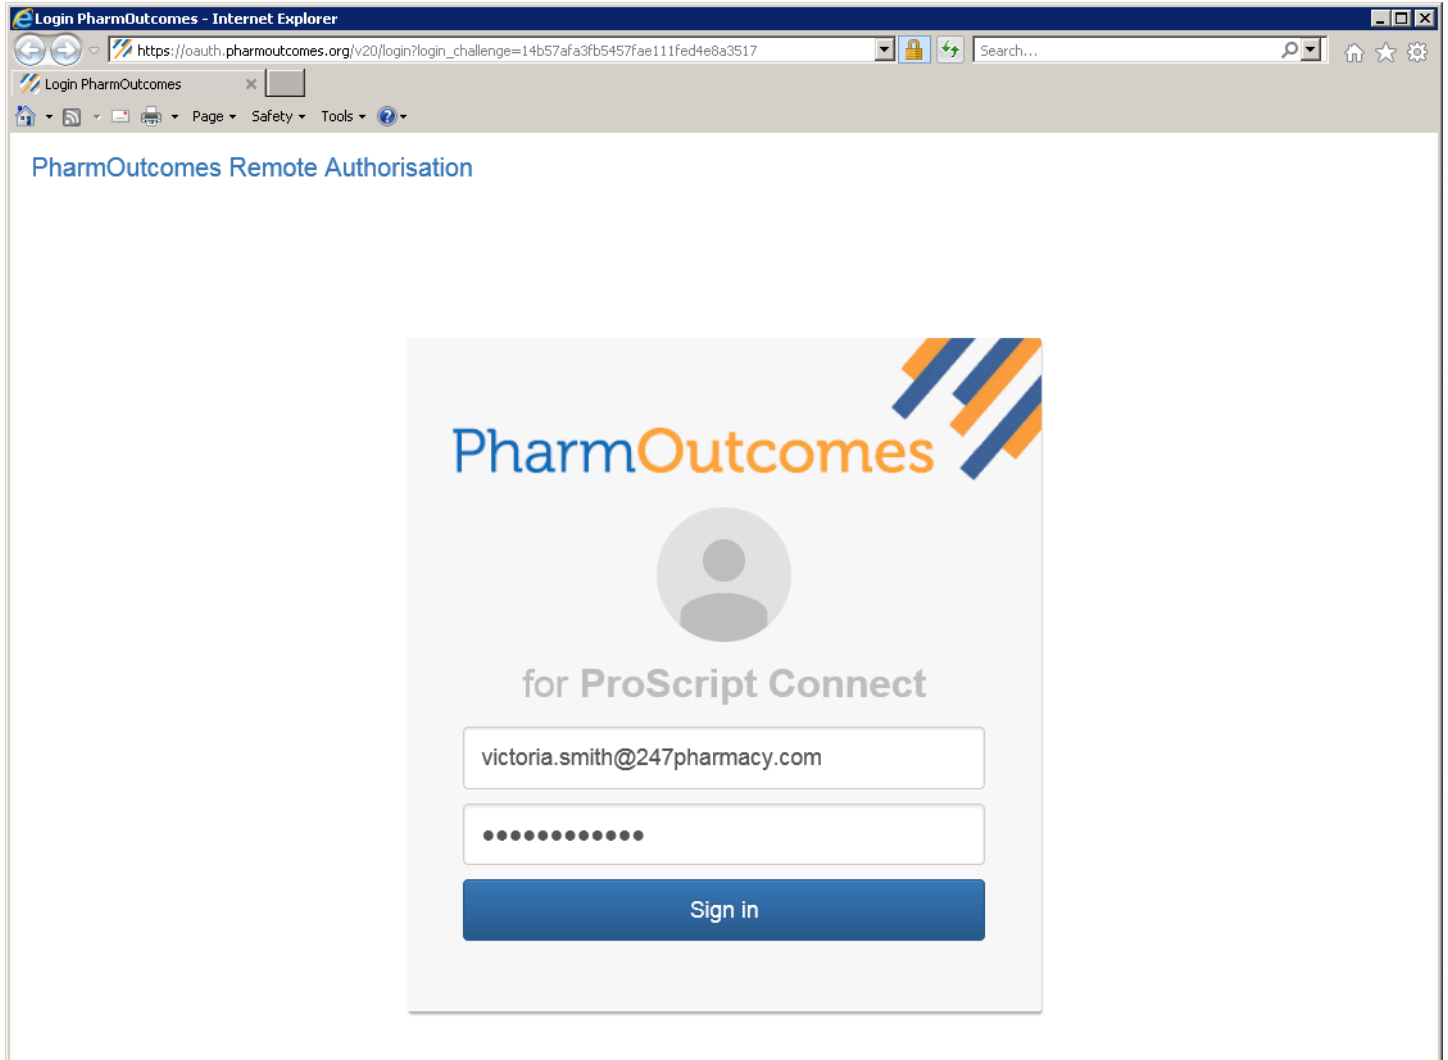 Login PharmOutcomes - Internet Explorer
https://oauth.pharmoutcomes.org/v20/login?login_challenge=14b57afa3fb5457fae111fed4e8a3517
Search...
Login PharmOutcomes
Page Safety Tools
PharmOutcomes Remote Authorisation
PharmOutcomes
for ProScript Connect
victoria.smith@247pharmacy.com
●●●●●●●●●●●●
Sign in